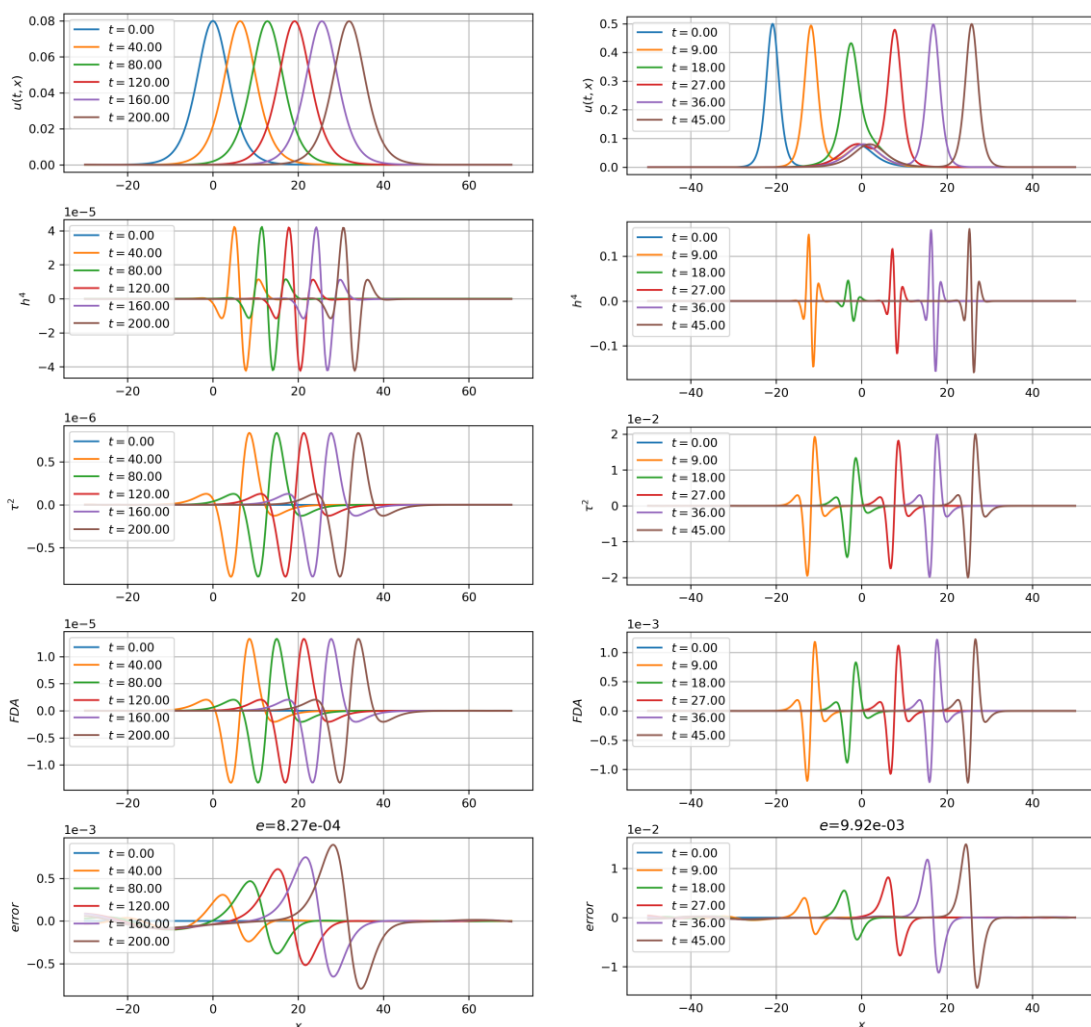 u(t, x)
0.08
0.06
0.04
0.02
0.00
t = 0.00
t = 40.00
t = 80.00
t = 120.00
t = 160.00
t = 200.00
−20 0 20 40 60
1e−5
h⁴
4
2
0
−2
−4
t = 0.00
t = 40.00
t = 80.00
t = 120.00
t = 160.00
t = 200.00
−20 0 20 40 60
1e−6
τ²
0.5
0.0
−0.5
t = 0.00
t = 40.00
t = 80.00
t = 120.00
t = 160.00
t = 200.00
−20 0 20 40 60
1e−5
FDA
1.0
0.5
0.0
−0.5
−1.0
t = 0.00
t = 40.00
t = 80.00
t = 120.00
t = 160.00
t = 200.00
−20 0 20 40 60
1e−3
e=8.27e-04
error
0.5
0.0
−0.5
t = 0.00
t = 40.00
t = 80.00
t = 120.00
t = 160.00
t = 200.00
−20 0 20 40 60
u(t, x)
0.5
0.4
0.3
0.2
0.1
0.0
t = 0.00
t = 9.00
t = 18.00
t = 27.00
t = 36.00
t = 45.00
−40 −20 0 20 40
h⁴
0.1
0.0
−0.1
t = 0.00
t = 9.00
t = 18.00
t = 27.00
t = 36.00
t = 45.00
−40 −20 0 20 40
1e−2
τ²
2
1
0
−1
−2
t = 0.00
t = 9.00
t = 18.00
t = 27.00
t = 36.00
t = 45.00
−40 −20 0 20 40
1e−3
FDA
1.0
0.5
0.0
−0.5
−1.0
t = 0.00
t = 9.00
t = 18.00
t = 27.00
t = 36.00
t = 45.00
−40 −20 0 20 40
1e−2
e=9.92e-03
error
1
0
−1
t = 0.00
t = 9.00
t = 18.00
t = 27.00
t = 36.00
t = 45.00
−40 −20 0 20 40